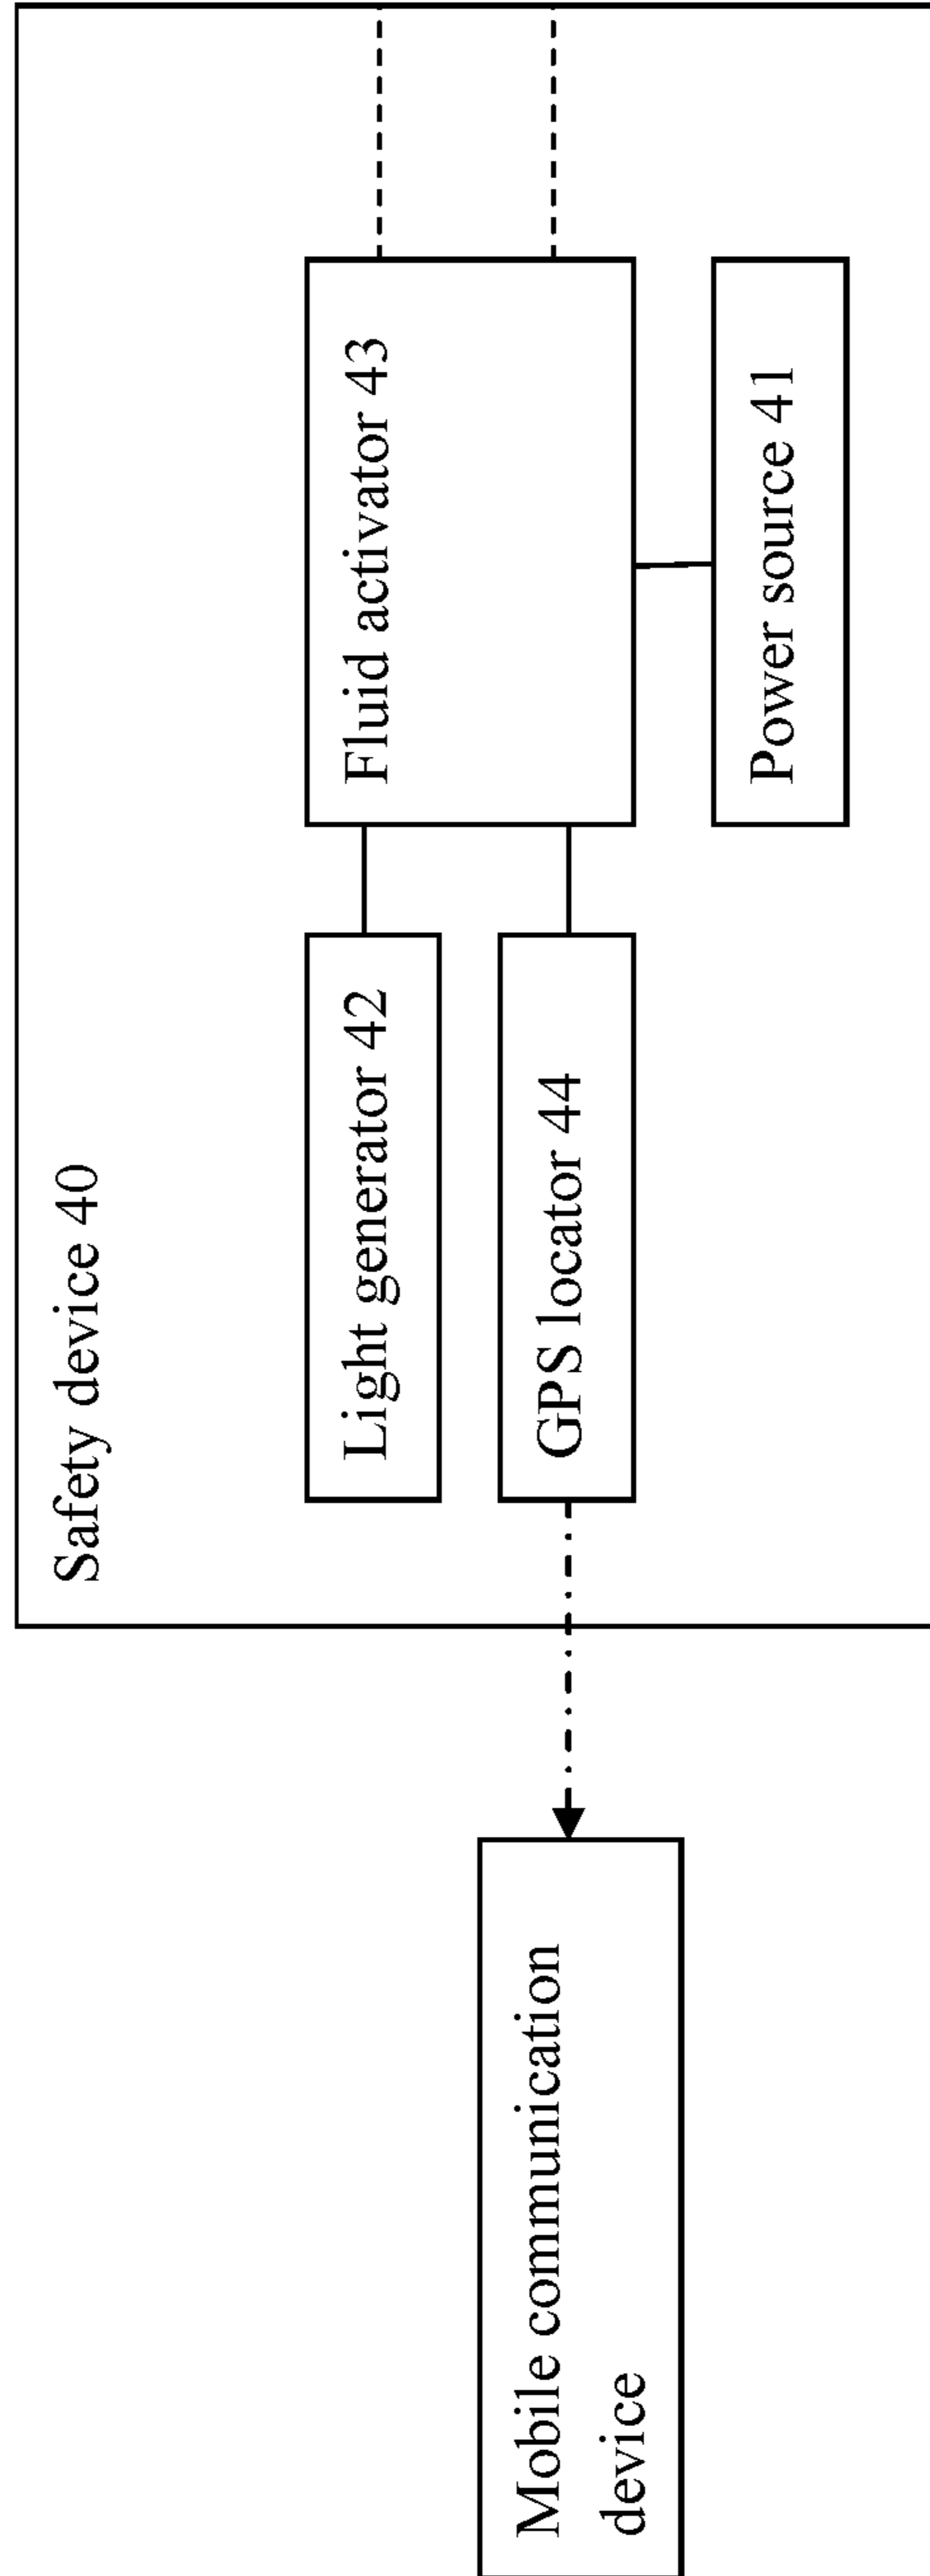 Safety device 40
Light generator 42
Fluid activator 43
GPS locator 44
Power source 41
Mobile communication
device